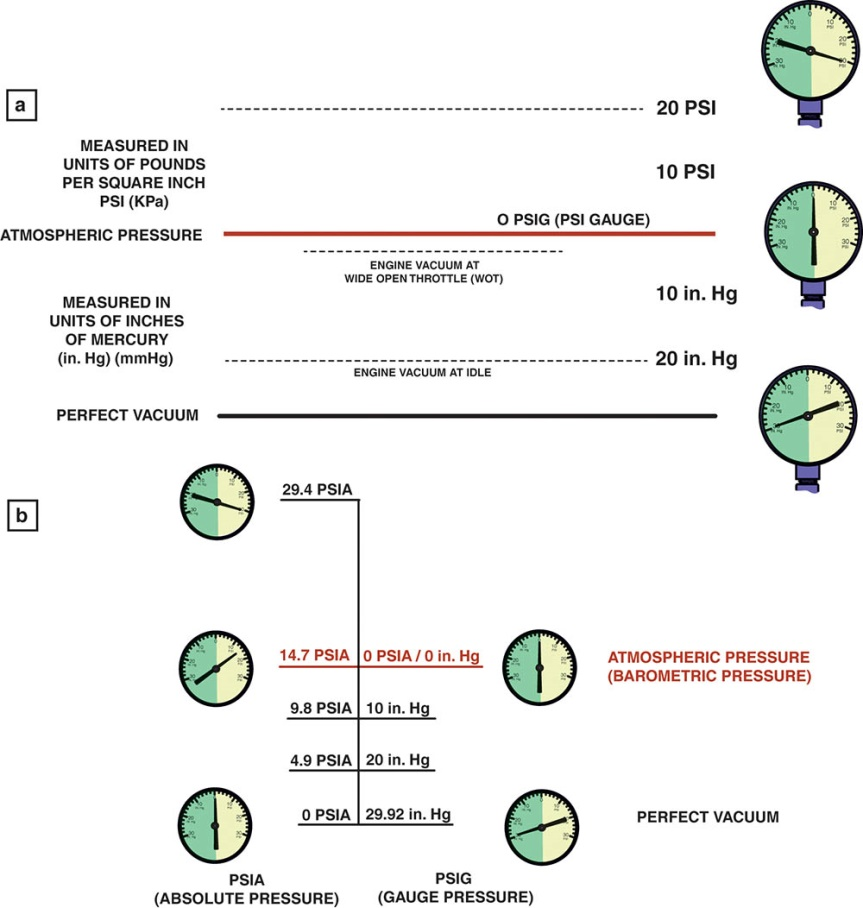 a
20 PSI
MEASURED IN
UNITS OF POUNDS
PER SQUARE INCH
PSI (KPa)
10 PSI
O PSIG (PSI GAUGE)
ATMOSPHERIC PRESSURE
ENGINE VACUUM AT
WIDE OPEN THROTTLE (WOT)
10 in. Hg
MEASURED IN
UNITS OF INCHES
OF MERCURY
(in. Hg) (mmHg)
20 in. Hg
ENGINE VACUUM AT IDLE
PERFECT VACUUM
b
29.4 PSIA
14.7 PSIA 0 PSIA / 0 in. Hg
ATMOSPHERIC PRESSURE
(BAROMETRIC PRESSURE)
9.8 PSIA 10 in. Hg
4.9 PSIA 20 in. Hg
0 PSIA 29.92 in. Hg
PERFECT VACUUM
PSIA
(ABSOLUTE PRESSURE)
PSIG
(GAUGE PRESSURE)